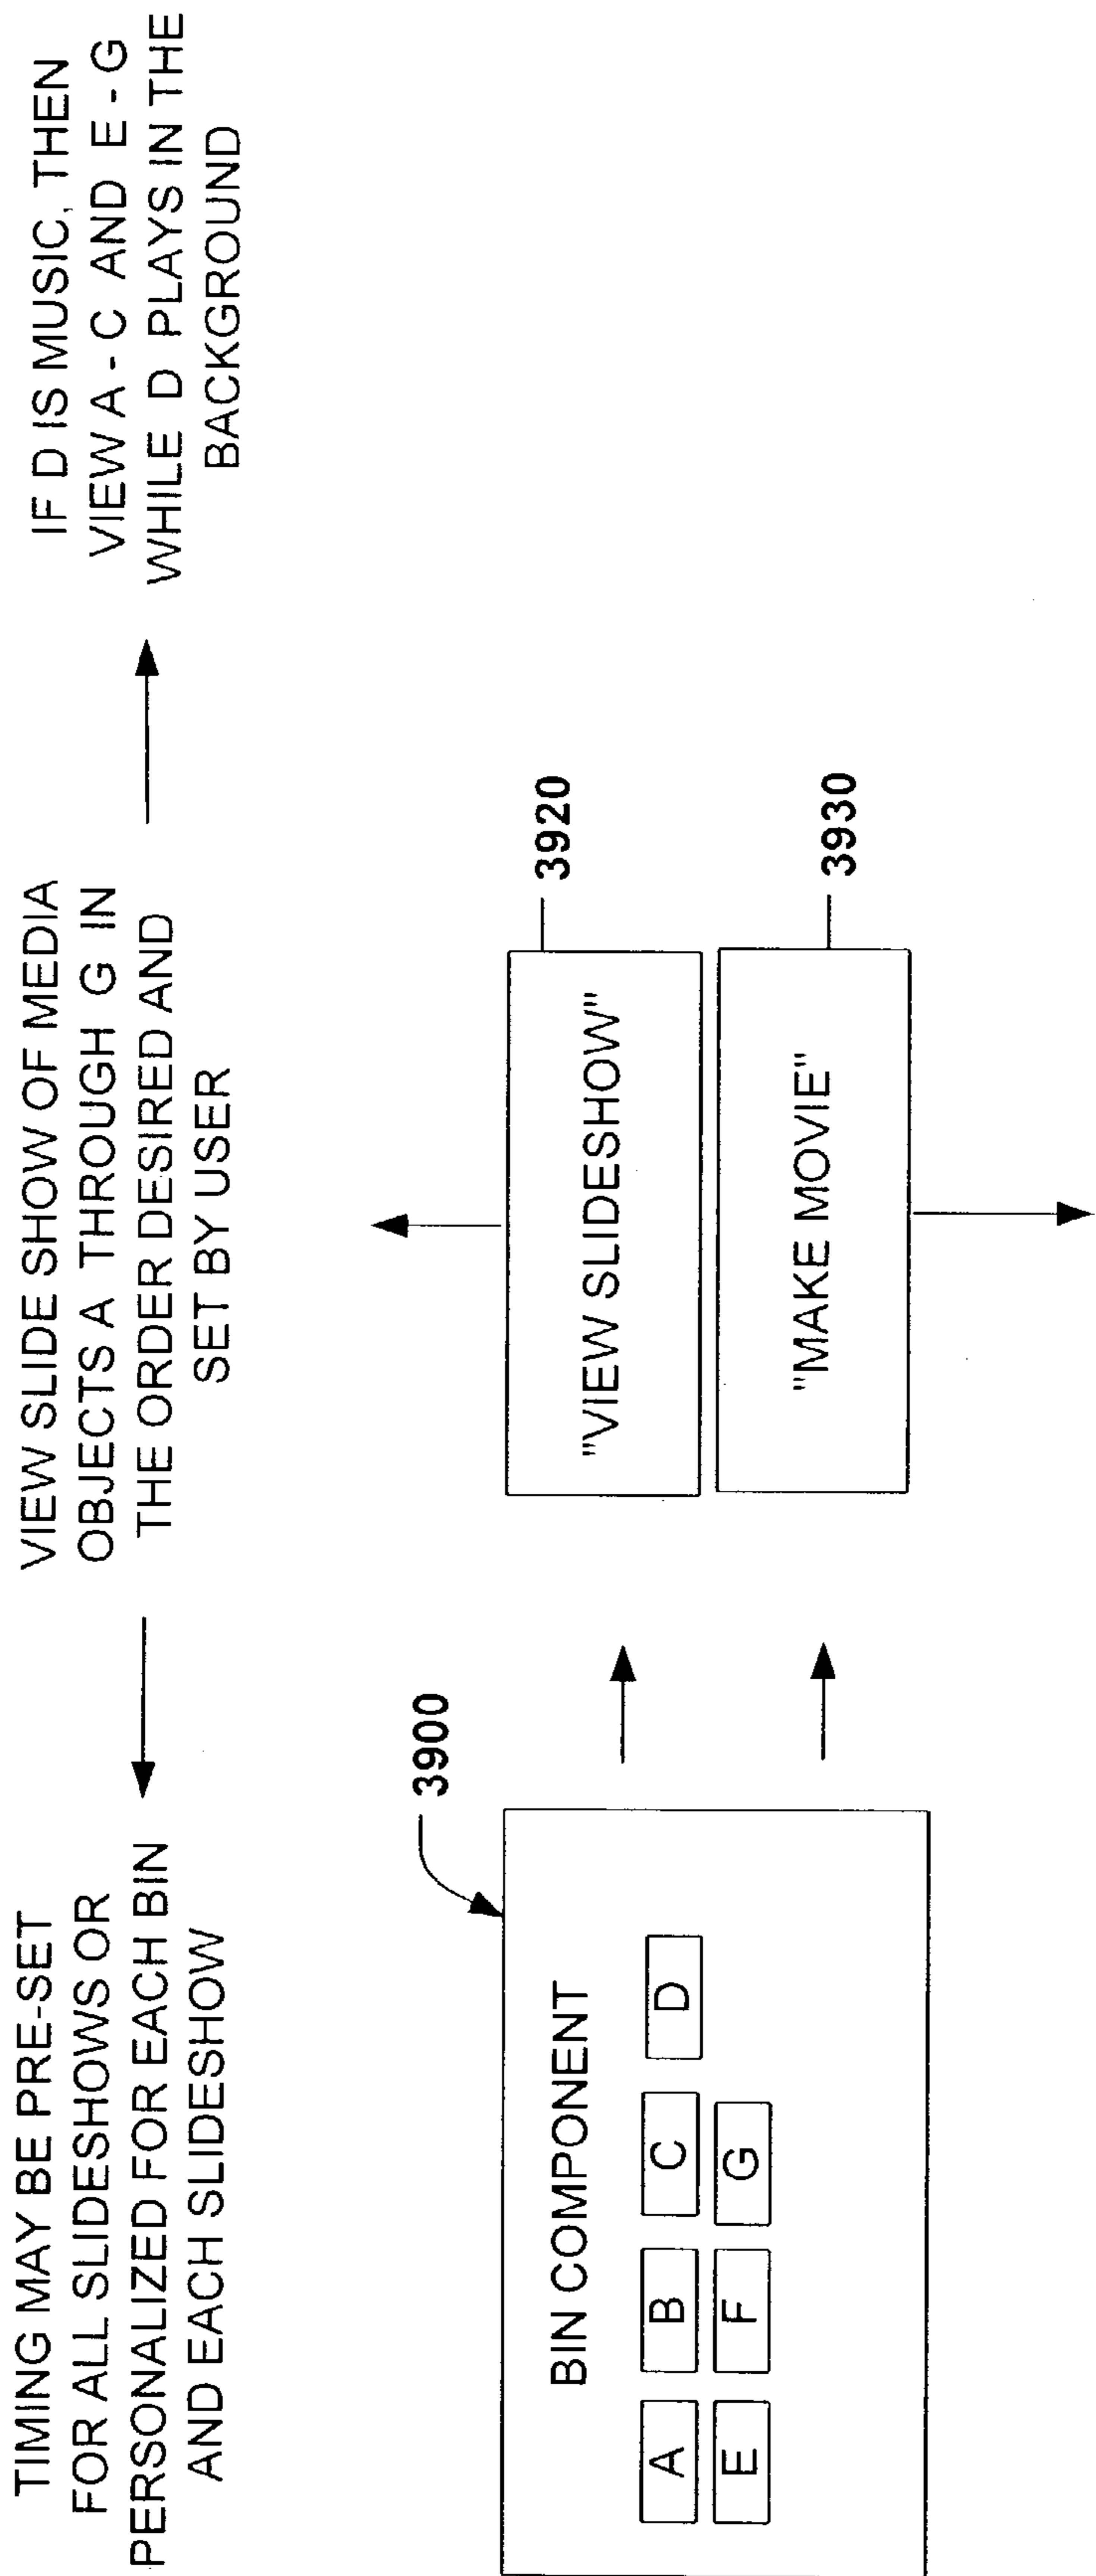 TIMING MAY BE PRE-SET
FOR ALL SLIDESHOWS OR
PERSONALIZED FOR EACH BIN
AND EACH SLIDESHOW
VIEW SLIDE SHOW OF MEDIA
OBJECTS A THROUGH G IN
THE ORDER DESIRED AND
SET BY USER
IF D IS MUSIC, THEN
VIEW A - C AND E - G
WHILE D PLAYS IN THE
BACKGROUND
3900
BIN COMPONENT
A B C D
E F G
"VIEW SLIDESHOW"
3920
"MAKE MOVIE"
3930